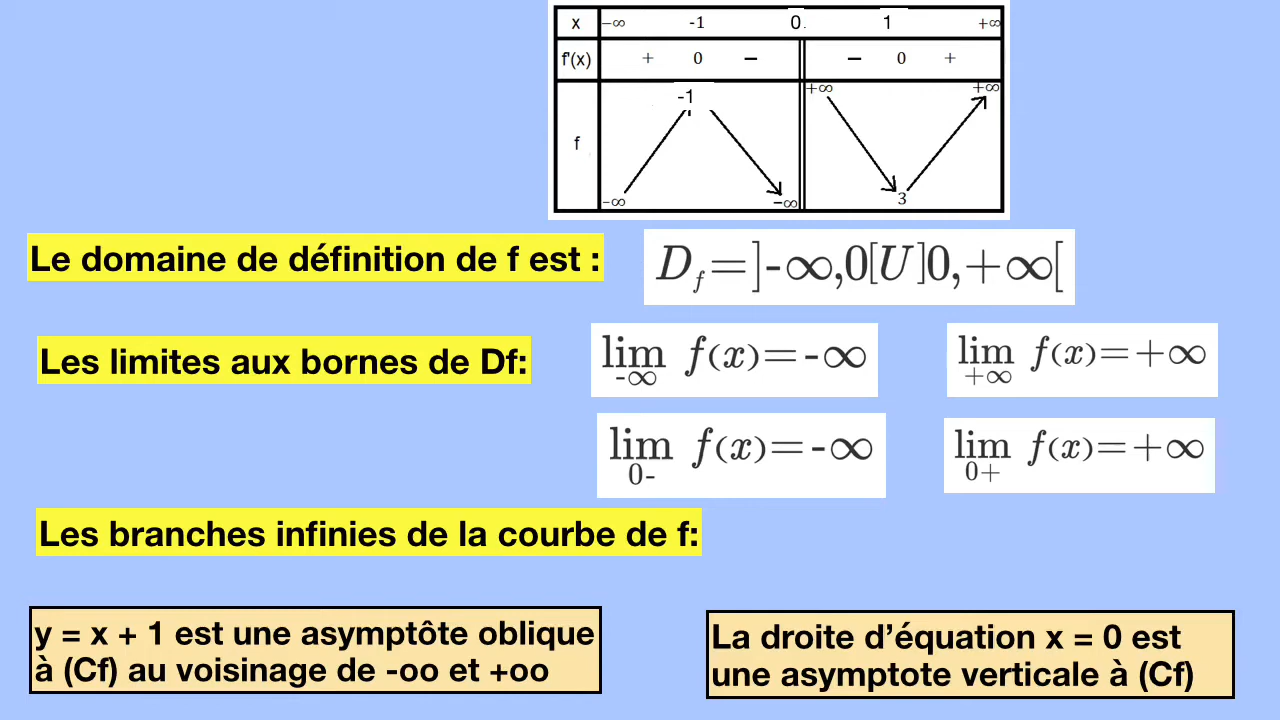 x -∞ -1 0 1 +∞
f'(x) + 0 − − 0 +
-1 +∞ +∞
f
-∞ -∞ 3
Le domaine de définition de f est :
D_f=]-∞,0[U]0,+∞[
Les limites aux bornes de Df:
lim f(x)=-∞
-∞
lim f(x)=+∞
+∞
lim f(x)=-∞
0-
lim f(x)=+∞
0+
Les branches infinies de la courbe de f:
y = x + 1 est une asymptôte oblique
à (Cf) au voisinage de -oo et +oo
La droite d’équation x = 0 est
une asymptote verticale à (Cf)